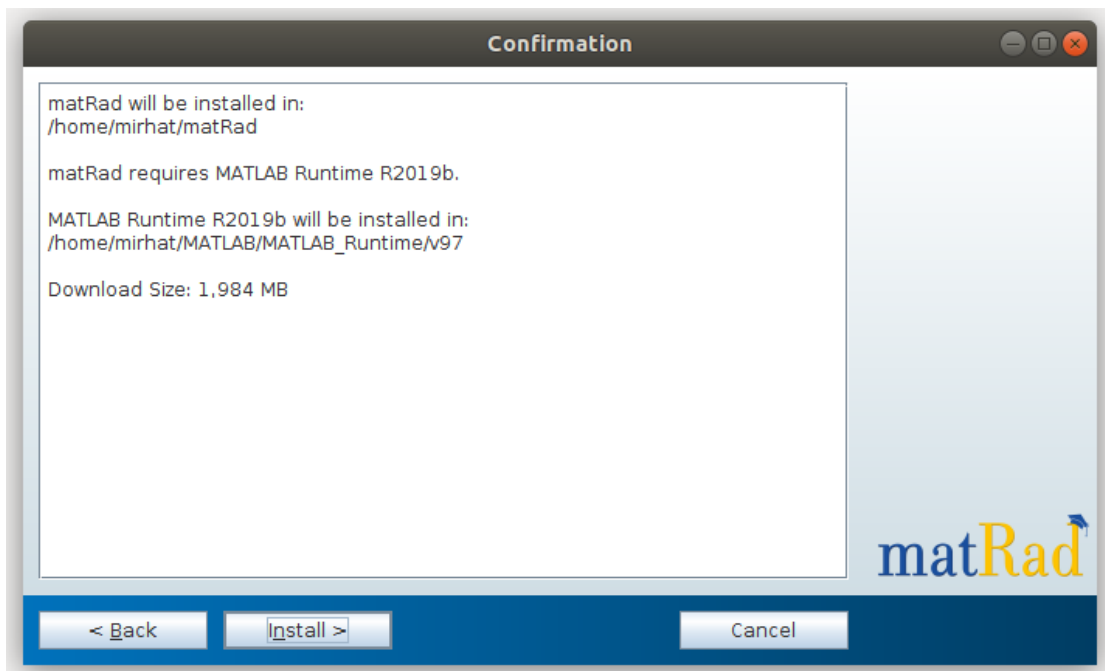 Confirmation
matRad will be installed in:
/home/mirhat/matRad
matRad requires MATLAB Runtime R2019b.
MATLAB Runtime R2019b will be installed in:
/home/mirhat/MATLAB/MATLAB_Runtime/v97
Download Size: 1,984 MB
matRad
< Back
Install >
Cancel